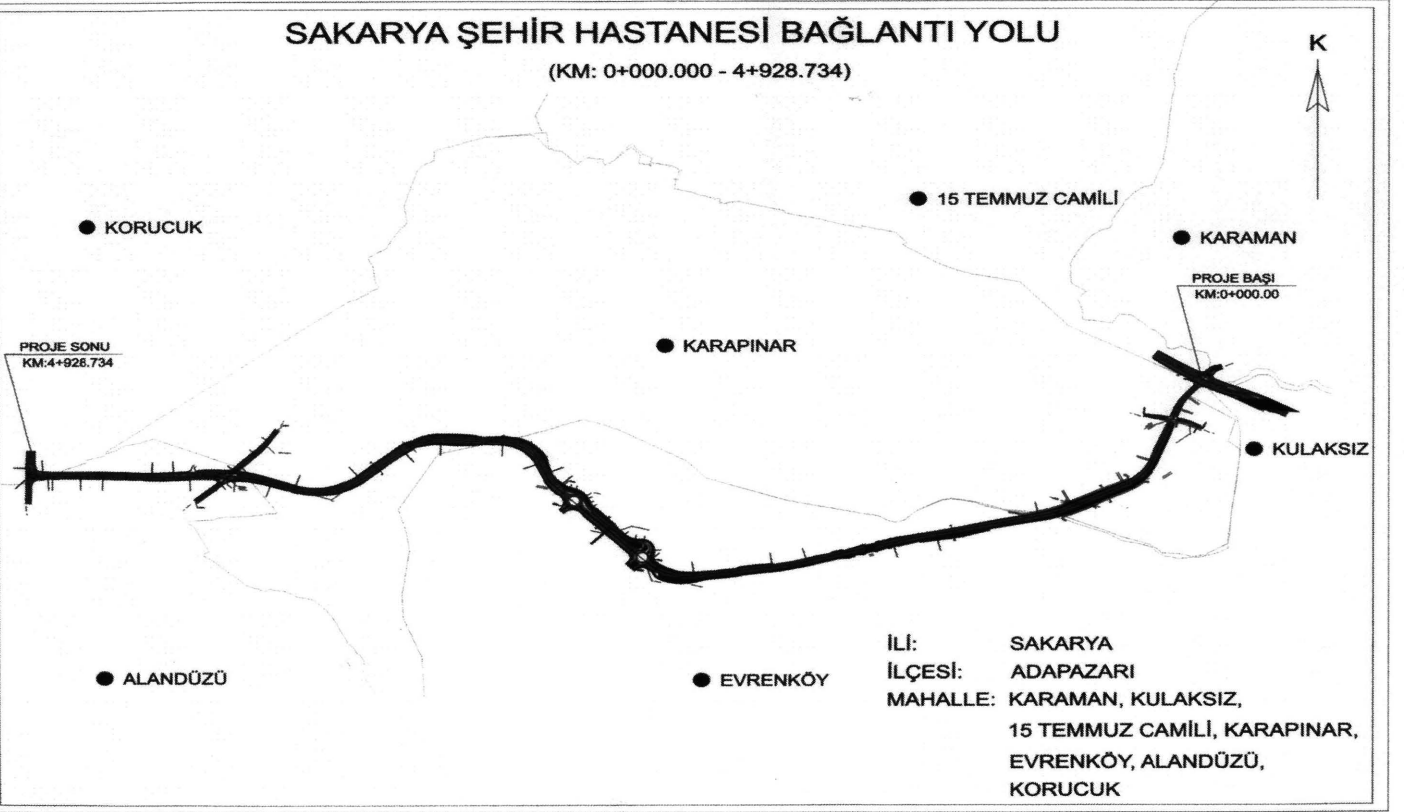 SAKARYA ŞEHİR HASTANESİ BAĞLANTI YOLU
(KM: 0+000.000 - 4+928.734)
K
15 TEMMUZ CAMİLİ
KORUCUK
KARAMAN
PROJE BAŞI
KM:0+000.00
KARAPINAR
PROJE SONU
KM:4+928.734
KULAKSIZ
ALANDÜZÜ
EVRENKÖY
İLİ: SAKARYA
İLÇESİ: ADAPAZARI
MAHALLE: KARAMAN, KULAKSIZ,
15 TEMMUZ CAMİLİ, KARAPINAR,
EVRENKÖY, ALANDÜZÜ,
KORUCUK